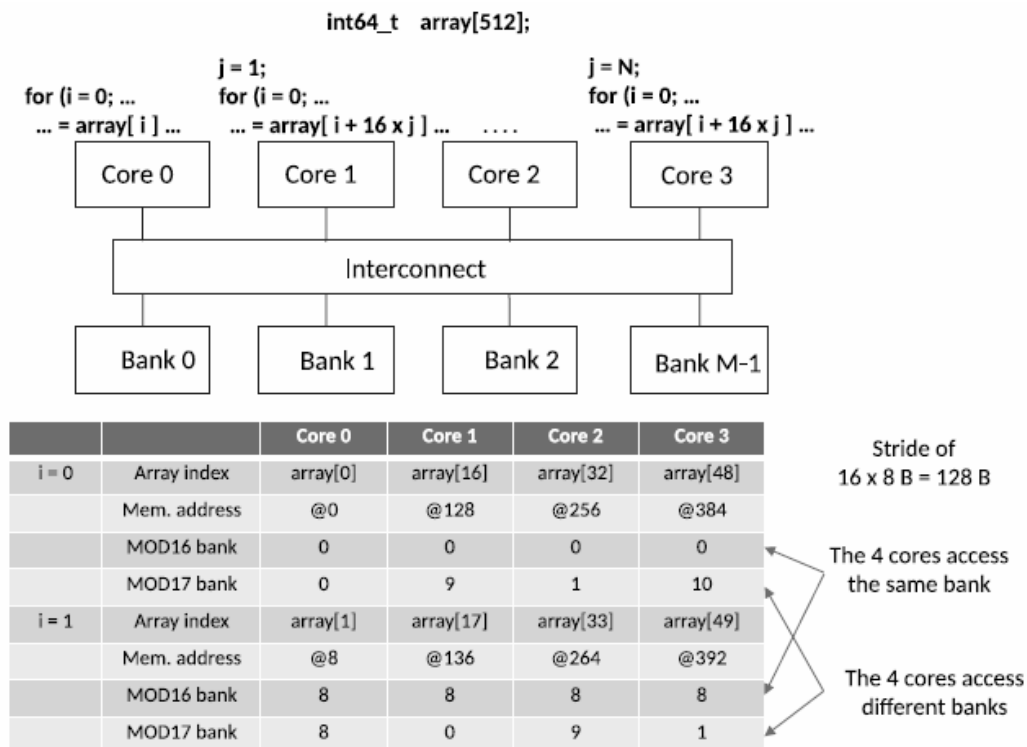 int64_t array[512];
for (i = 0; ...
... = array[ i ] ...
j = 1;
for (i = 0; ...
... = array[ i + 16 x j ] ...
....
j = N;
for (i = 0; ...
... = array[ i + 16 x j ] ...
Core 0 Core 1 Core 2 Core 3
Interconnect
Bank 0 Bank 1 Bank 2 Bank M-1
Core 0 Core 1 Core 2 Core 3
i = 0 Array index array[0] array[16] array[32] array[48]
Mem. address @0 @128 @256 @384
MOD16 bank 0 0 0 0
MOD17 bank 0 9 1 10
i = 1 Array index array[1] array[17] array[33] array[49]
Mem. address @8 @136 @264 @392
MOD16 bank 8 8 8 8
MOD17 bank 8 0 9 1
Stride of
16 x 8 B = 128 B
The 4 cores access
the same bank
The 4 cores access
different banks